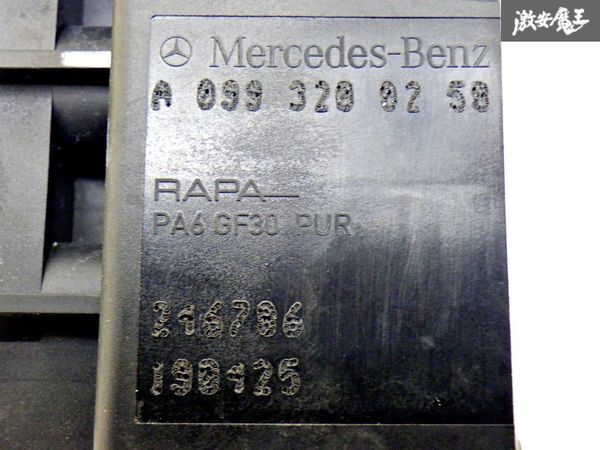 激安魔王
Mercedes-Benz
A 099 320 02 58
RAPA
PA6 GF30 PUR
216706
190125